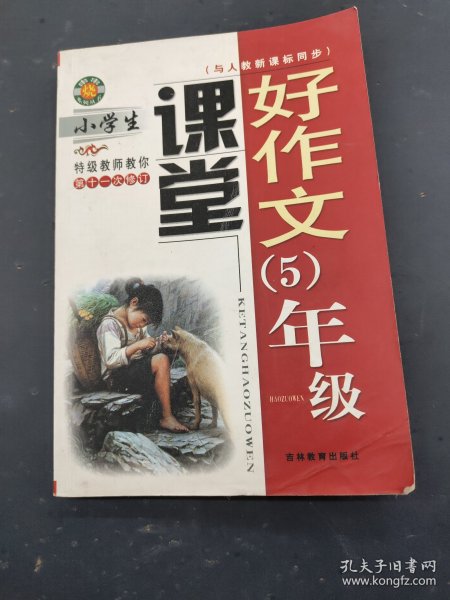 (与人教新课标同步)
烧
小学生
特级教师教你
第十一次修订
课堂
好作文
(5)年级
KETANGHAOZUOWEN
HAOZUOWEN
吉林教育出版社
孔夫子旧书网
www.kongfz.com